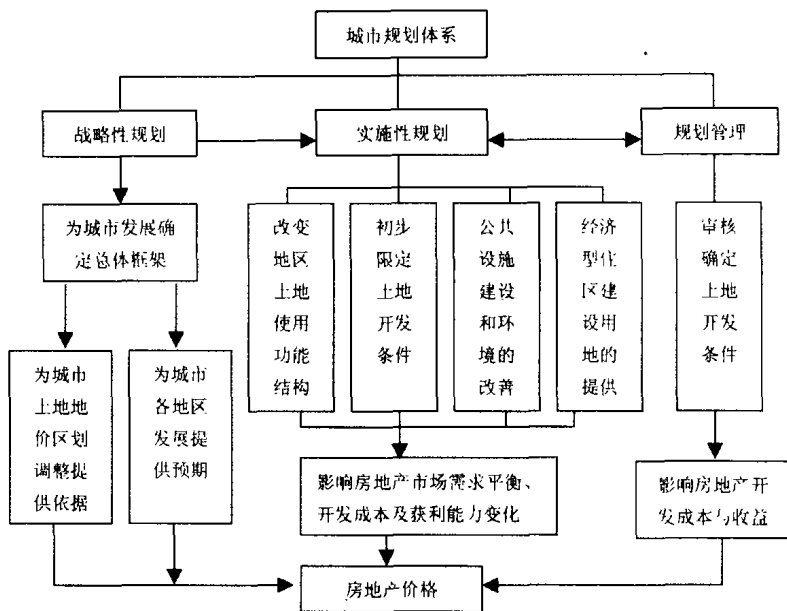 城市规划体系
战略性规划
实施性规划
规划管理
为城市发展确
定总体框架
改变
地区
土地
使用
功能
结构
初步
限定
土地
开发
条件
公共
设施
建设
和环
境的
改善
经济
型住
区建
设用
地的
提供
审核
确定
土地
开发
条件
为城市
土地地
价区划
调整提
供依据
为城市
各地区
发展提
供预期
影响房地产市场需求平衡、
开发成本及获利能力变化
影响房地产开
发成本与收益
房地产价格